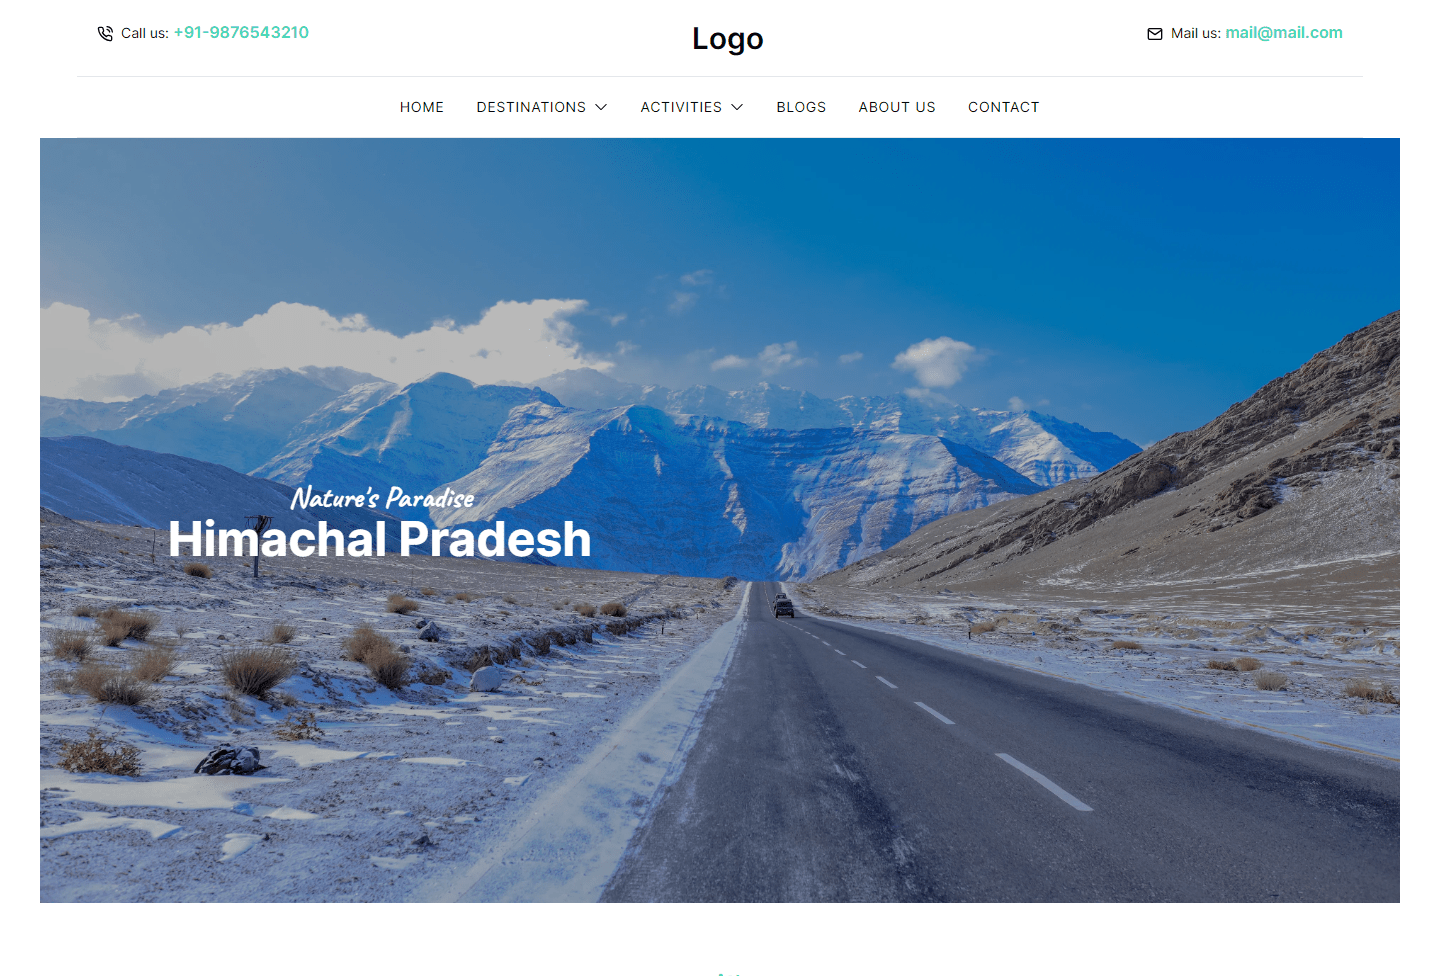 Call us: +91-9876543210
Logo
Mail us: mail@mail.com
HOME DESTINATIONS ACTIVITIES BLOGS ABOUT US CONTACT
Nature's Paradise
Himachal Pradesh